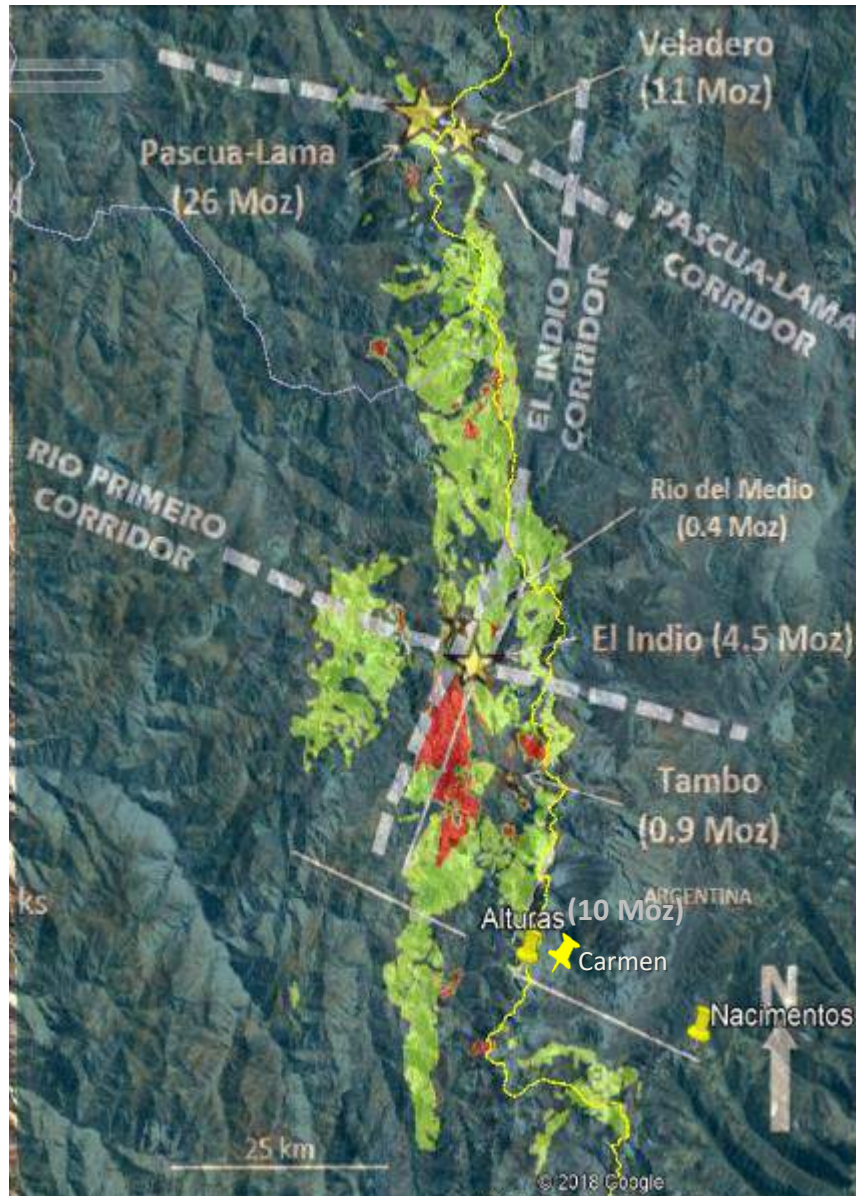 Veladero
(11 Moz)
Pascua-Lama
(26 Moz)
PASCUA-LAMA
CORRIDOR
EL INDIO
CORRIDOR
RIO PRIMERO
CORRIDOR
Rio del Medio
(0.4 Moz)
El Indio (4.5 Moz)
Tambo
(0.9 Moz)
ks
ARGENTINA
Alturas (10 Moz)
Carmen
N
Nacimentos
25 km
© 2018 Google